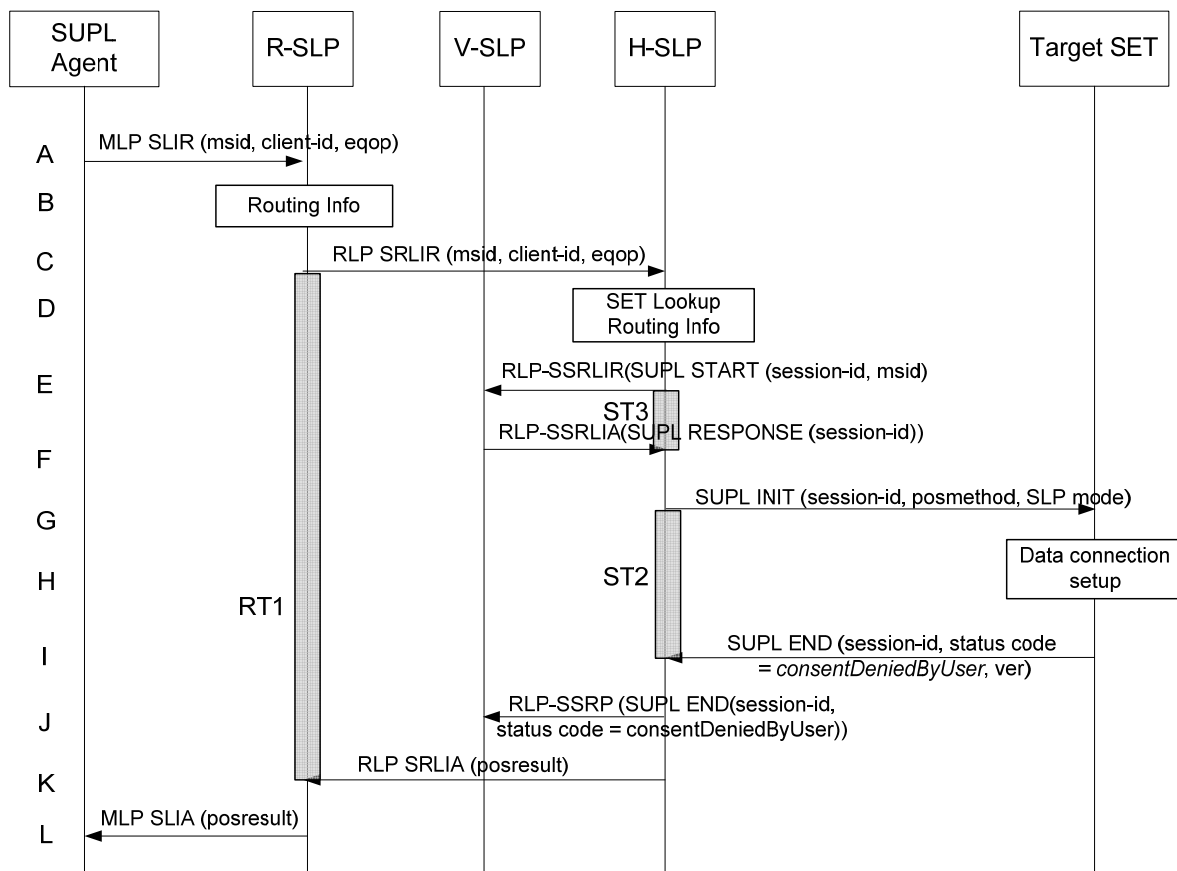 SUPL
Agent
R-SLP
V-SLP
H-SLP
Target SET
A
MLP SLIR (msid, client-id, eqop)
B
Routing Info
C
RLP SRLIR (msid, client-id, eqop)
D
SET Lookup
Routing Info
E
RLP-SSRLIR(SUPL START (session-id, msid)
ST3
RLP-SSRLIA(SUPL RESPONSE (session-id))
F
SUPL INIT (session-id, posmethod, SLP mode)
G
Data connection
setup
H
ST2
RT1
I
SUPL END (session-id, status code
= consentDeniedByUser, ver)
J
RLP-SSRP (SUPL END(session-id,
status code = consentDeniedByUser))
RLP SRLIA (posresult)
K
MLP SLIA (posresult)
L